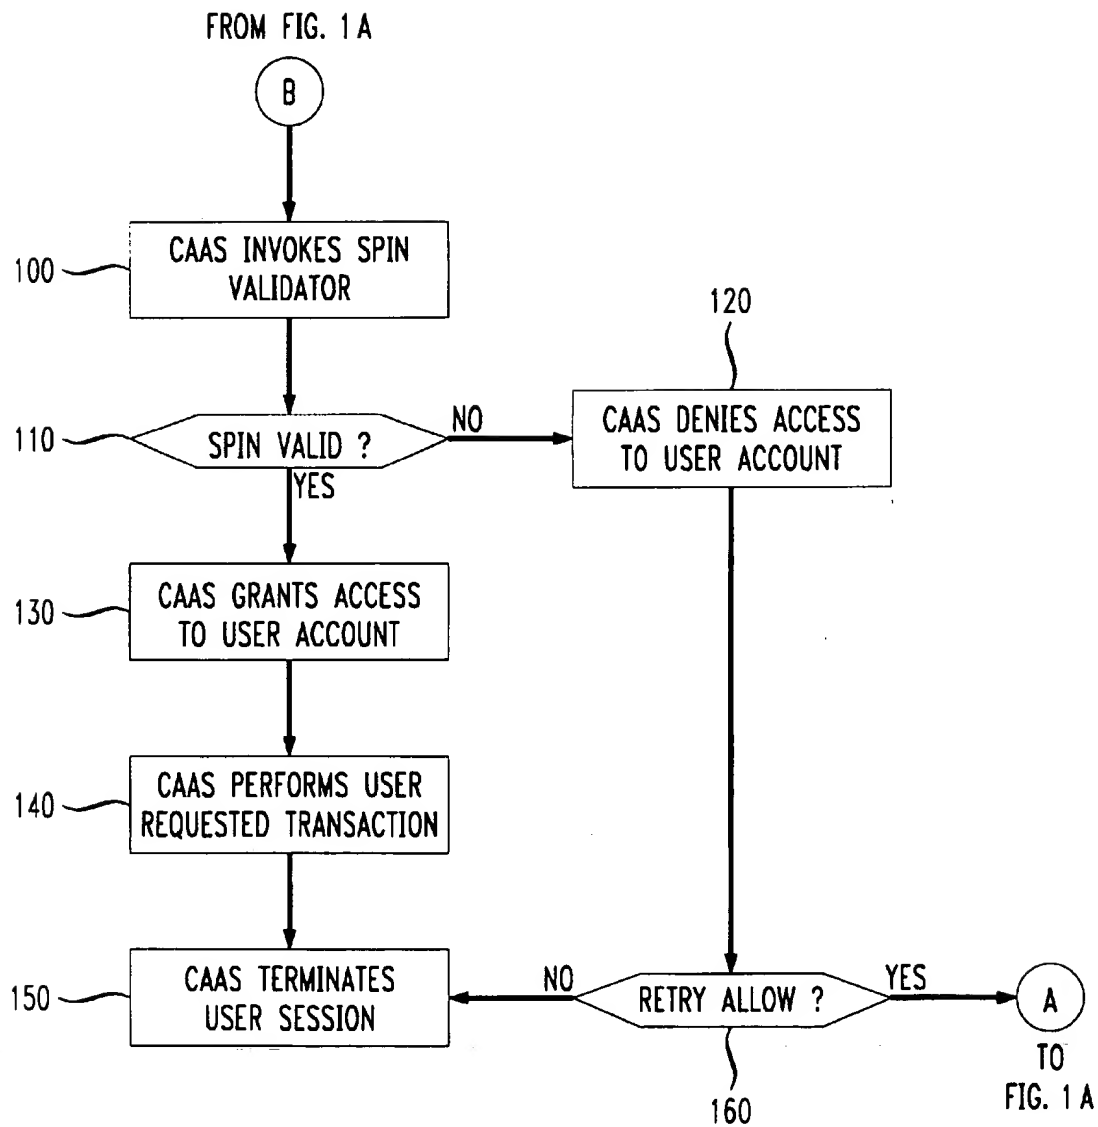 FROM FIG. 1A
B
CAAS INVOKES SPIN
VALIDATOR
100
120
SPIN VALID ?
110
NO
YES
CAAS DENIES ACCESS
TO USER ACCOUNT
CAAS GRANTS ACCESS
TO USER ACCOUNT
130
CAAS PERFORMS USER
REQUESTED TRANSACTION
140
CAAS TERMINATES
USER SESSION
150
NO
RETRY ALLOW ?
YES
160
A
TO
FIG. 1A